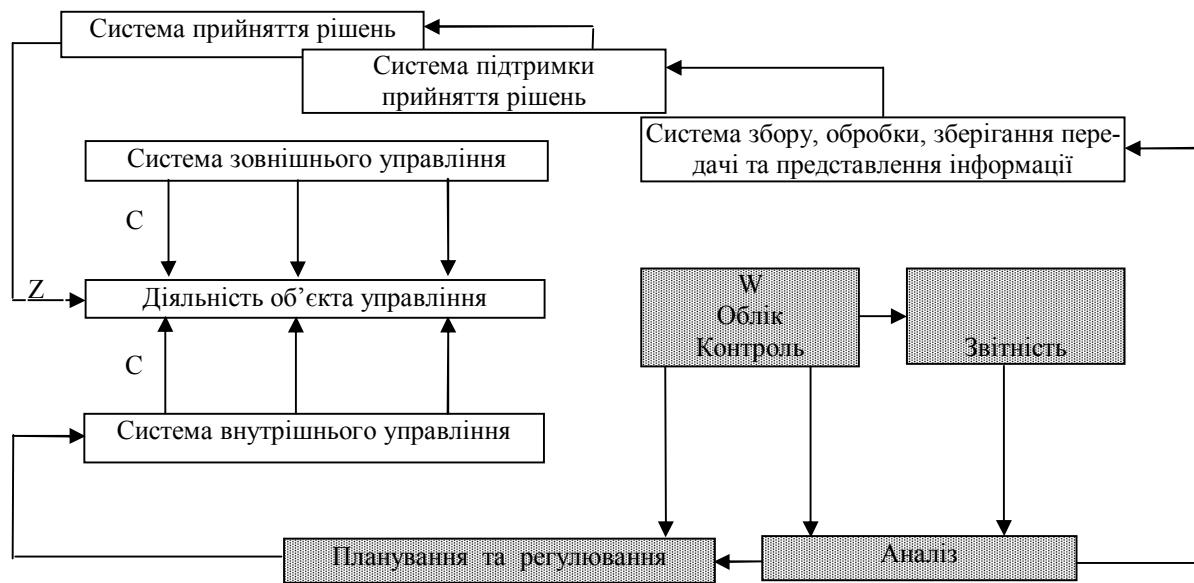 Система прийняття рішень
Система підтримки
прийняття рішень
Система збору, обробки, зберігання пере-
дачі та представлення інформації
Система зовнішнього управління
С
Z
Діяльність об’єкта управління
С
Система внутрішнього управління
W
Облік
Контроль
Звітність
Планування та регулювання
Аналіз